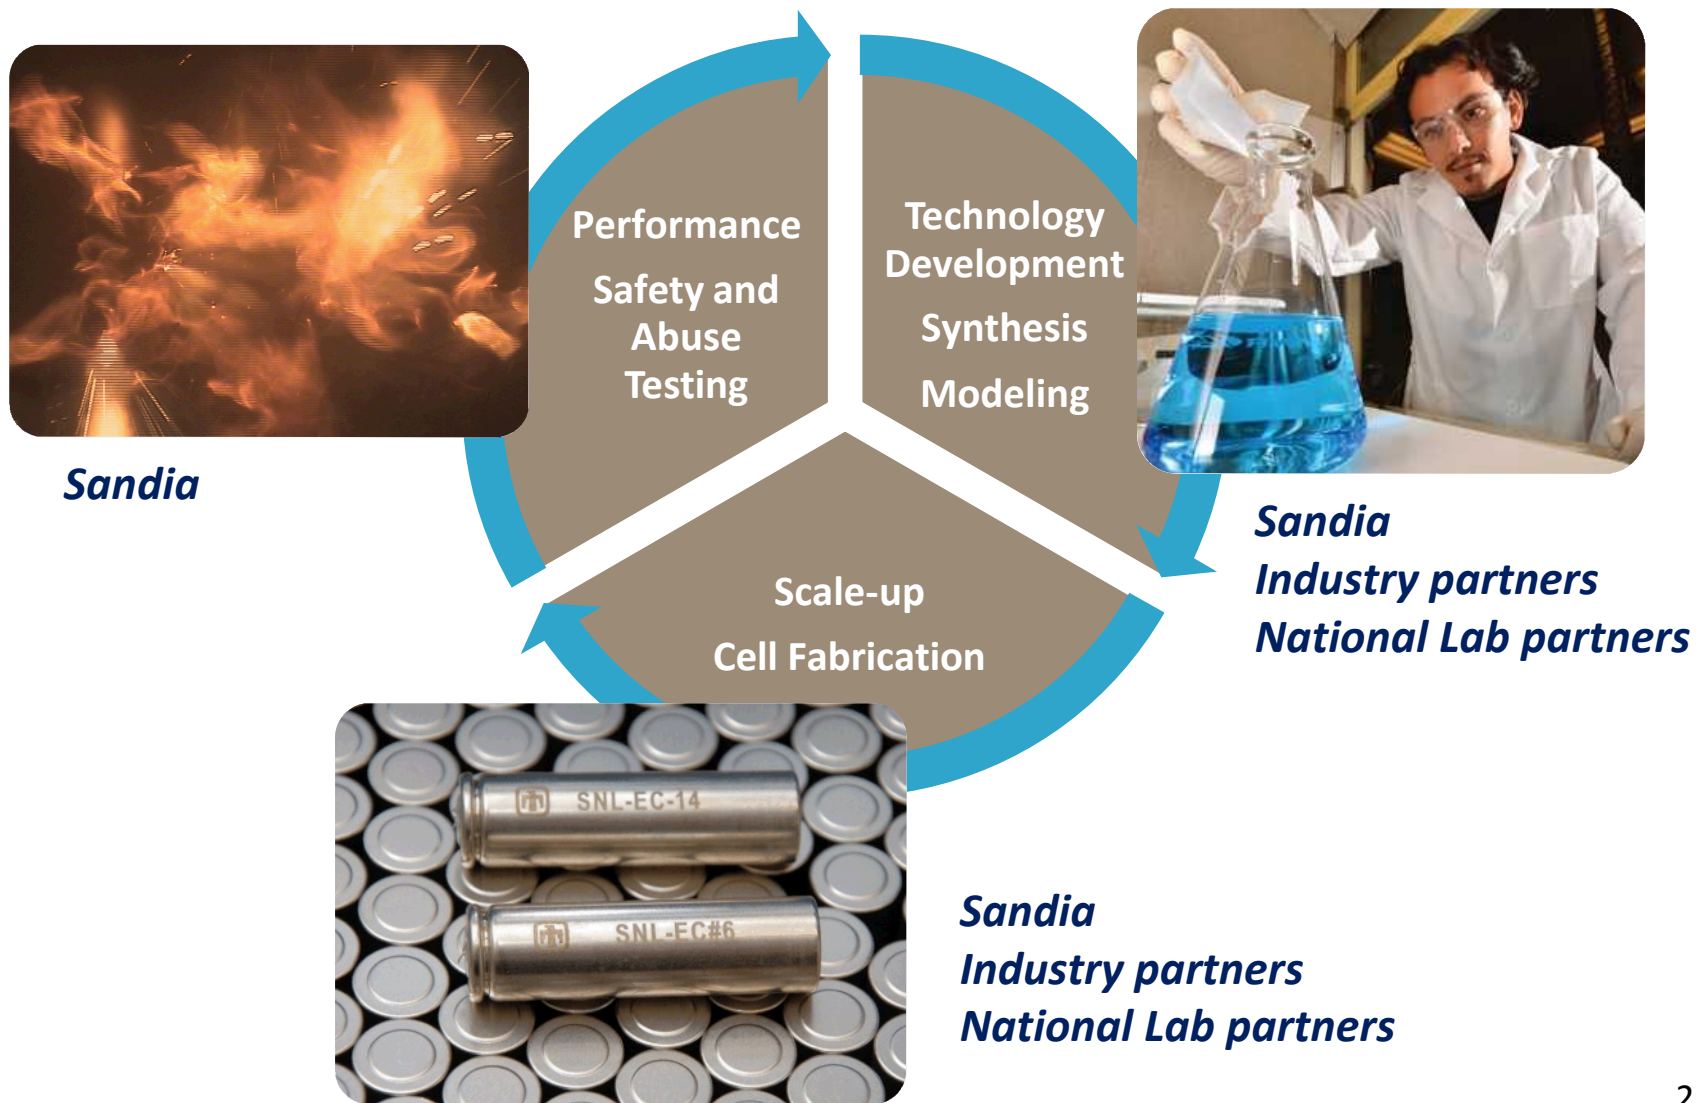 Performance
Safety and
Abuse
Testing
Technology
Development
Synthesis
Modeling
Sandia
Sandia
Industry partners
National Lab partners
Scale-up
Cell Fabrication
SNL-EC-14
SNL-EC#6
Sandia
Industry partners
National Lab partners
2